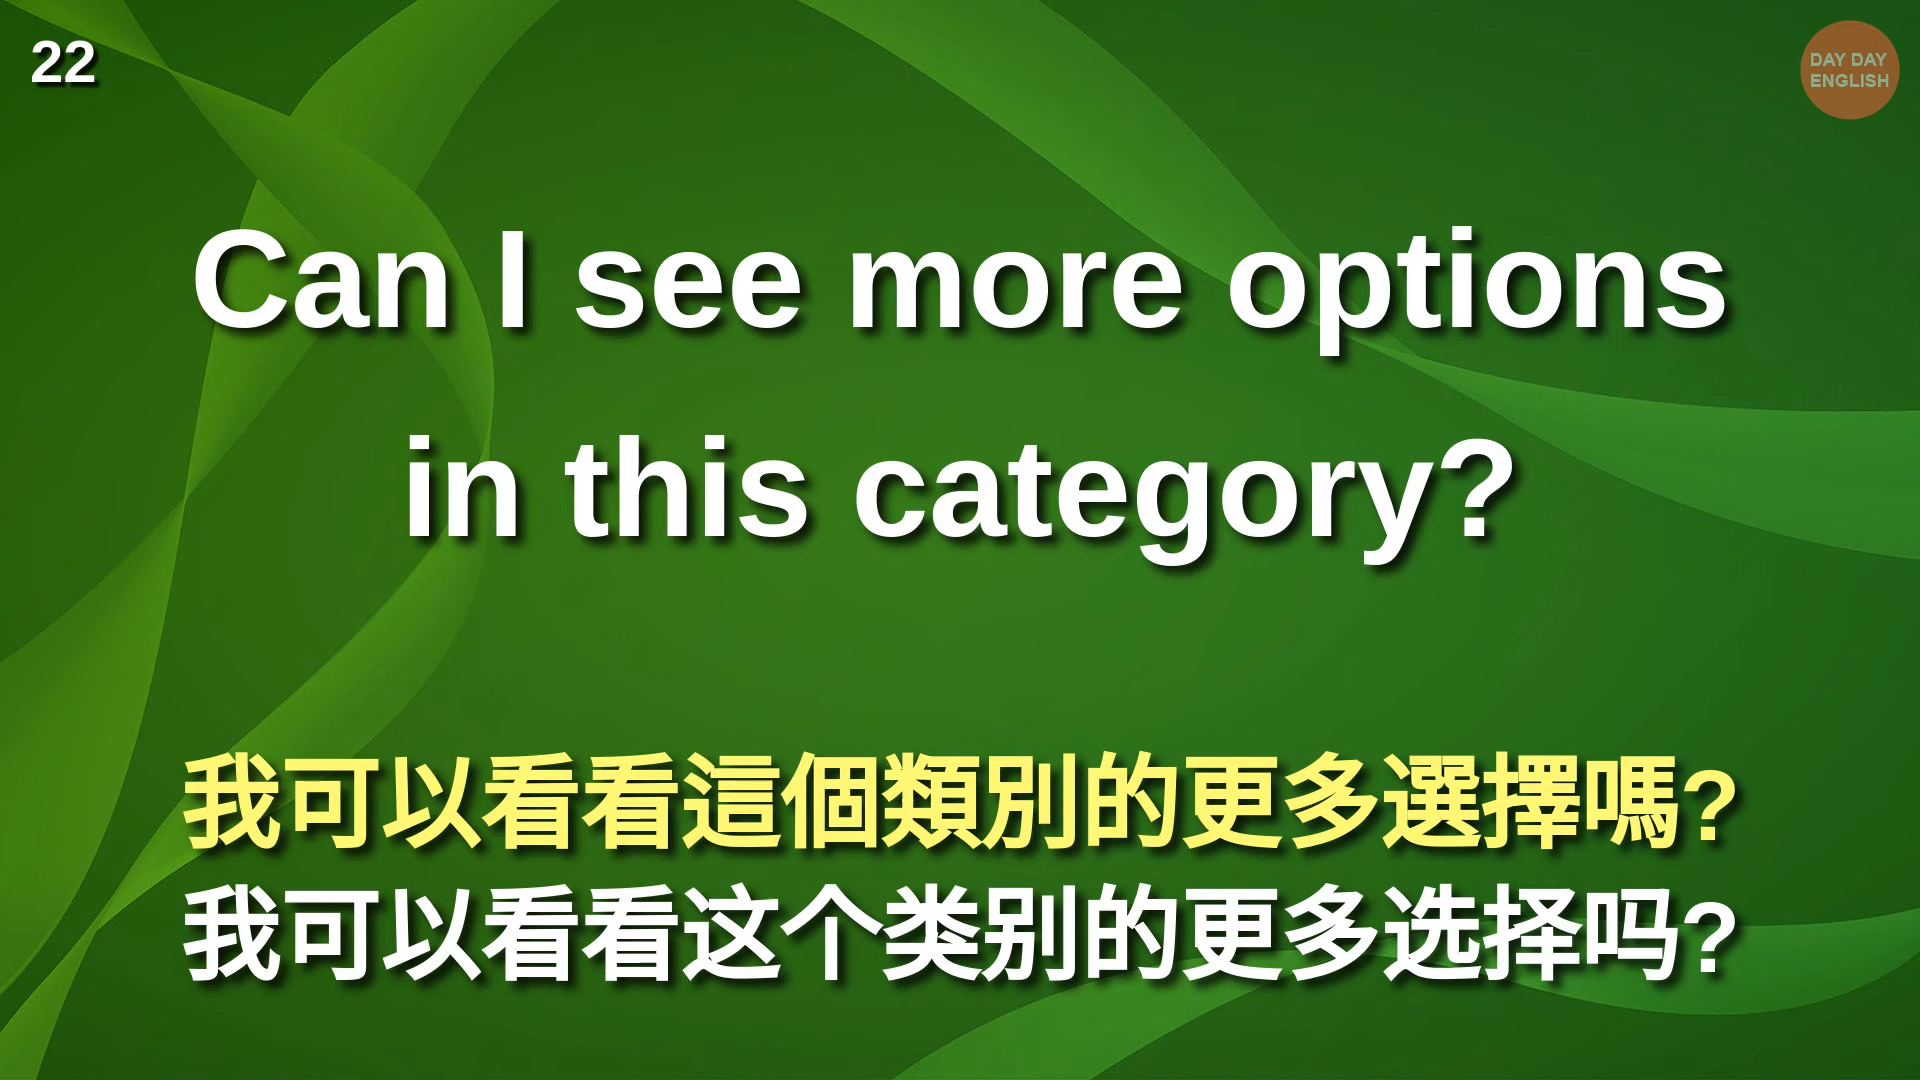 22
DAY DAY
ENGLISH
Can I see more options
in this category?
我可以看看這個類別的更多選擇嗎?
我可以看看这个类别的更多选择吗?